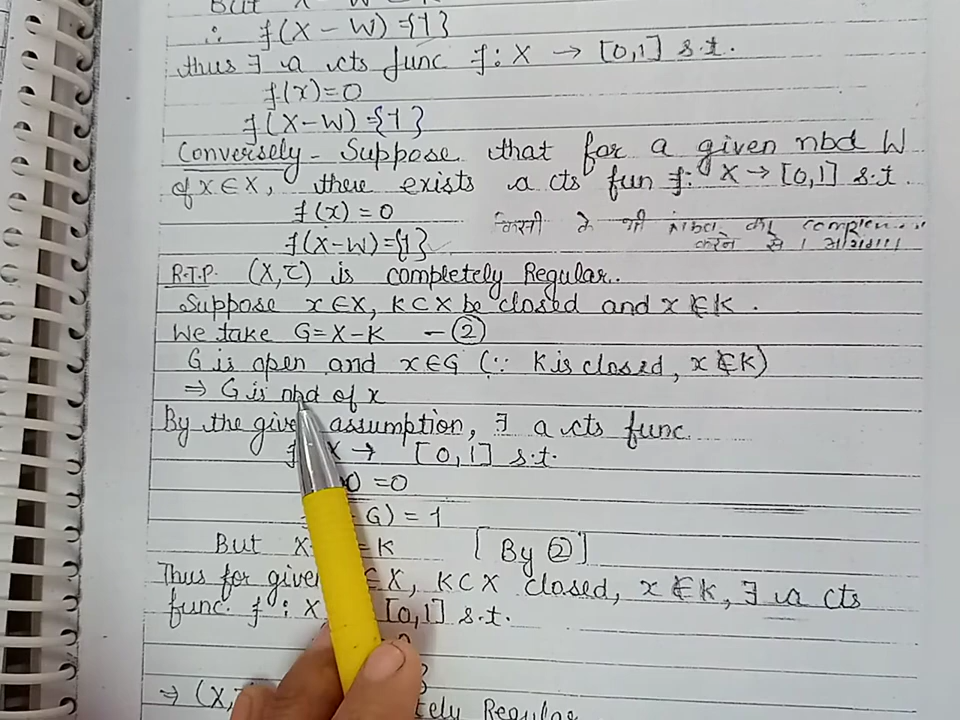 But X - W
∴ f(X - W) = {1}
thus ∃ a cts func f: X → [0,1] s.t.
f(x) = 0
f(X-W) = {1}
Conversely - Suppose that for a given nbd W
of x∈X, there exists a cts fun f: X → [0,1] s.t.
f(x) = 0
किसी के भी
f(X-W) = {1}
करने से
R.T.P. (X,τ) is completely Regular.
Suppose x∈X, K⊂X be closed and x∉K.
We take G=X-K -②
G is open and x∈G (∵ K is closed, x∉K)
⇒ G is nbd of x
By the given assumption, ∃ a cts func.
f X → [0,1] s.t.
=0
G) = 1
But X = K [By ②]
Thus for given ∈X, K⊂X closed, x∉K, ∃ a cts
func. f : X [0,1] s.t.
⇒ (X, Regular